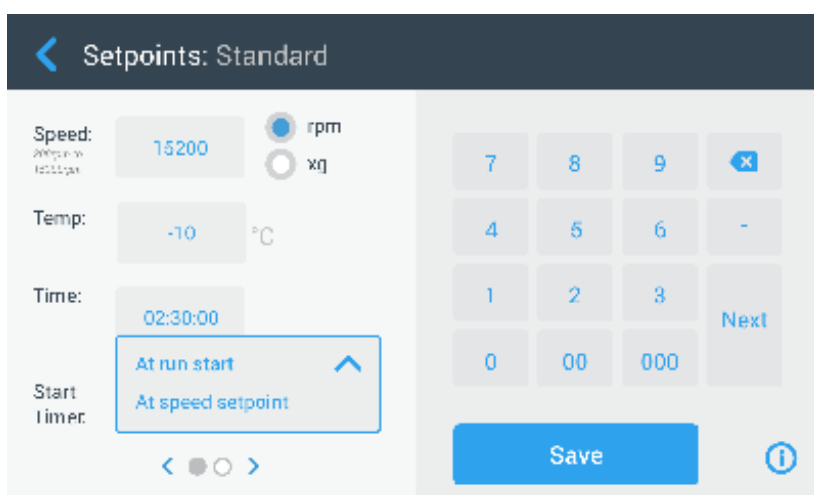 Setpoints: Standard
Speed:
15200
rpm
xg
Temp:
-10
°C
Time:
02:30:00
At run start
At speed setpoint
Start
Timer:
7 8 9
4 5 6 -
1 2 3
Next
0 00 000
Save